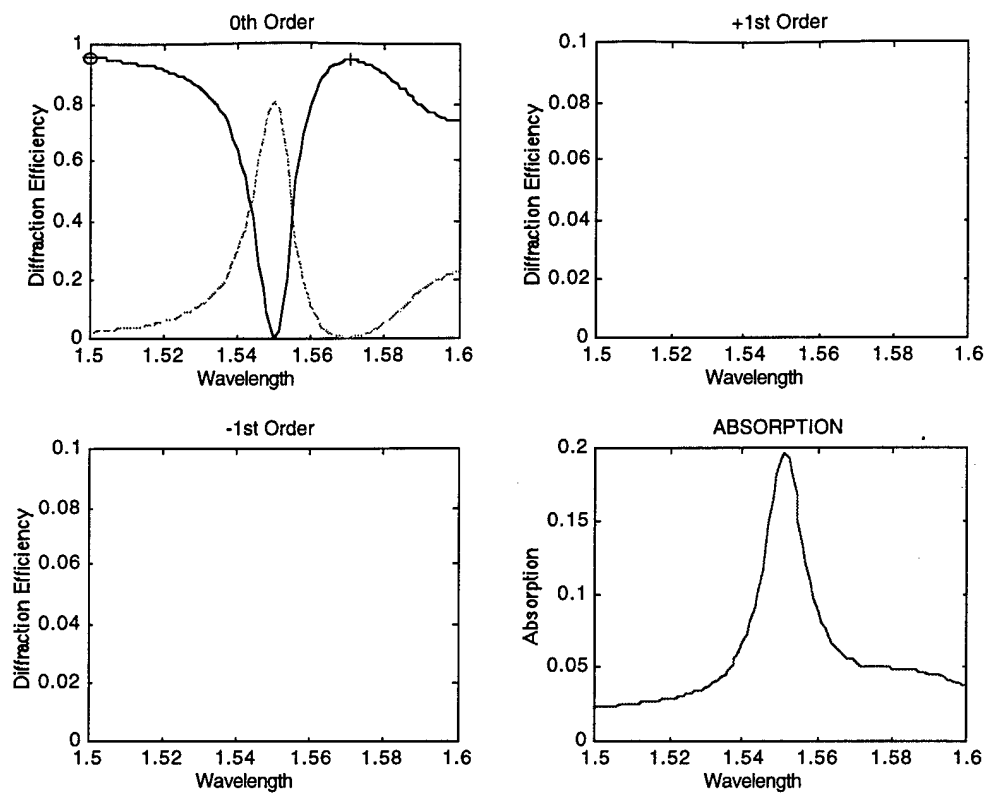 0th Order
Diffraction Efficiency
1
0.8
0.6
0.4
0.2
0
1.5 1.52 1.54 1.56 1.58 1.6
Wavelength
+1st Order
Diffraction Efficiency
0.1
0.08
0.06
0.04
0.02
0
1.5 1.52 1.54 1.56 1.58 1.6
Wavelength
-1st Order
Diffraction Efficiency
0.1
0.08
0.06
0.04
0.02
0
1.5 1.52 1.54 1.56 1.58 1.6
Wavelength
ABSORPTION
Absorption
0.2
0.15
0.1
0.05
0
1.5 1.52 1.54 1.56 1.58 1.6
Wavelength